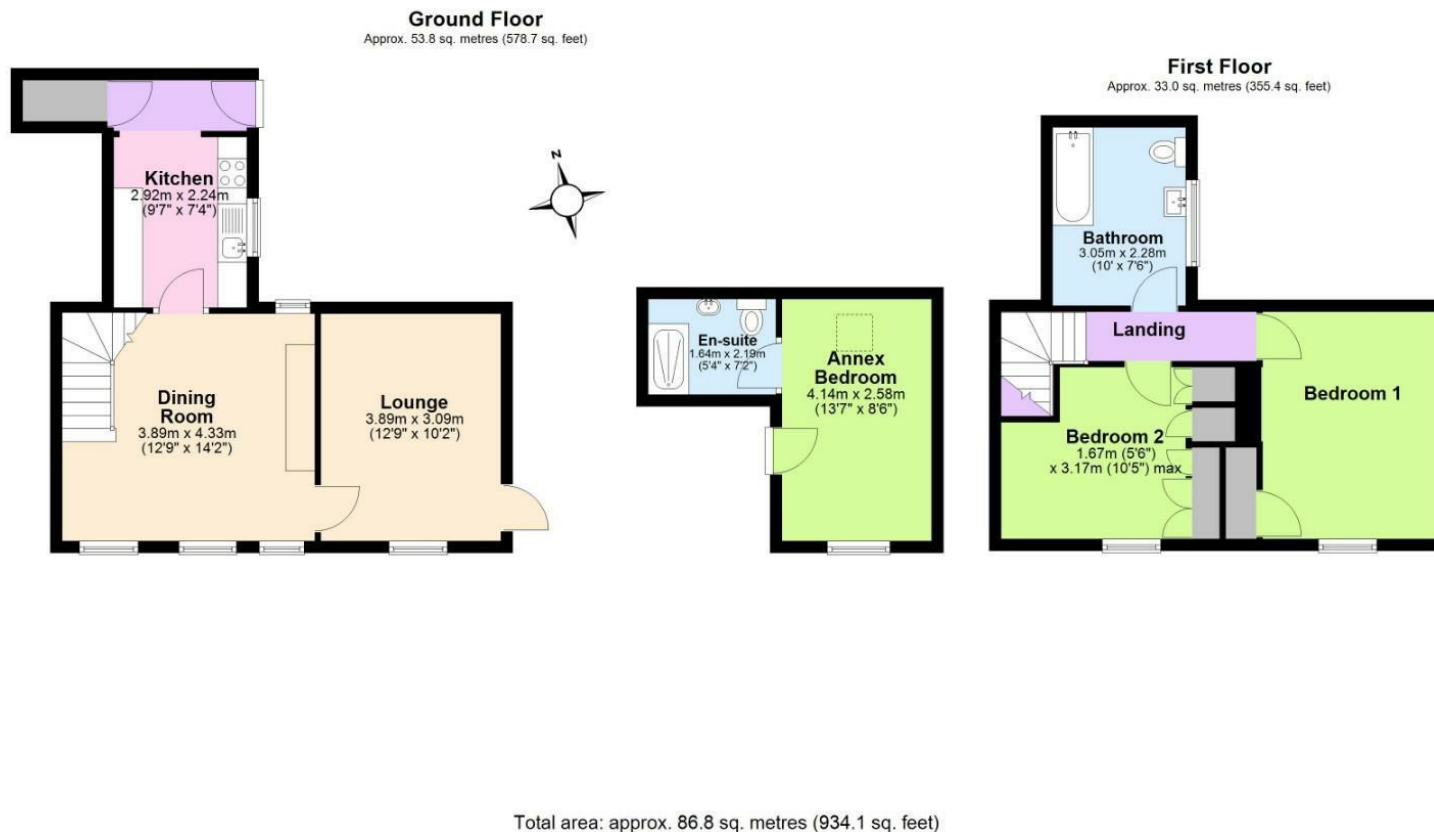 Ground Floor
Approx. 53.8 sq. metres (578.7 sq. feet)
First Floor
Approx. 33.0 sq. metres (355.4 sq. feet)
Kitchen
2.92m x 2.24m
(9'7" x 7'4")
N
Bathroom
3.05m x 2.28m
(10' x 7'6")
En-suite
1.64m x 2.19m
(5'4" x 7'2")
Annex
Bedroom
4.14m x 2.58m
(13'7" x 8'6")
Landing
Dining
Room
3.89m x 4.33m
(12'9" x 14'2")
Lounge
3.89m x 3.09m
(12'9" x 10'2")
Bedroom 1
Bedroom 2
1.67m (5'6")
x 3.17m (10'5") max
Total area: approx. 86.8 sq. metres (934.1 sq. feet)